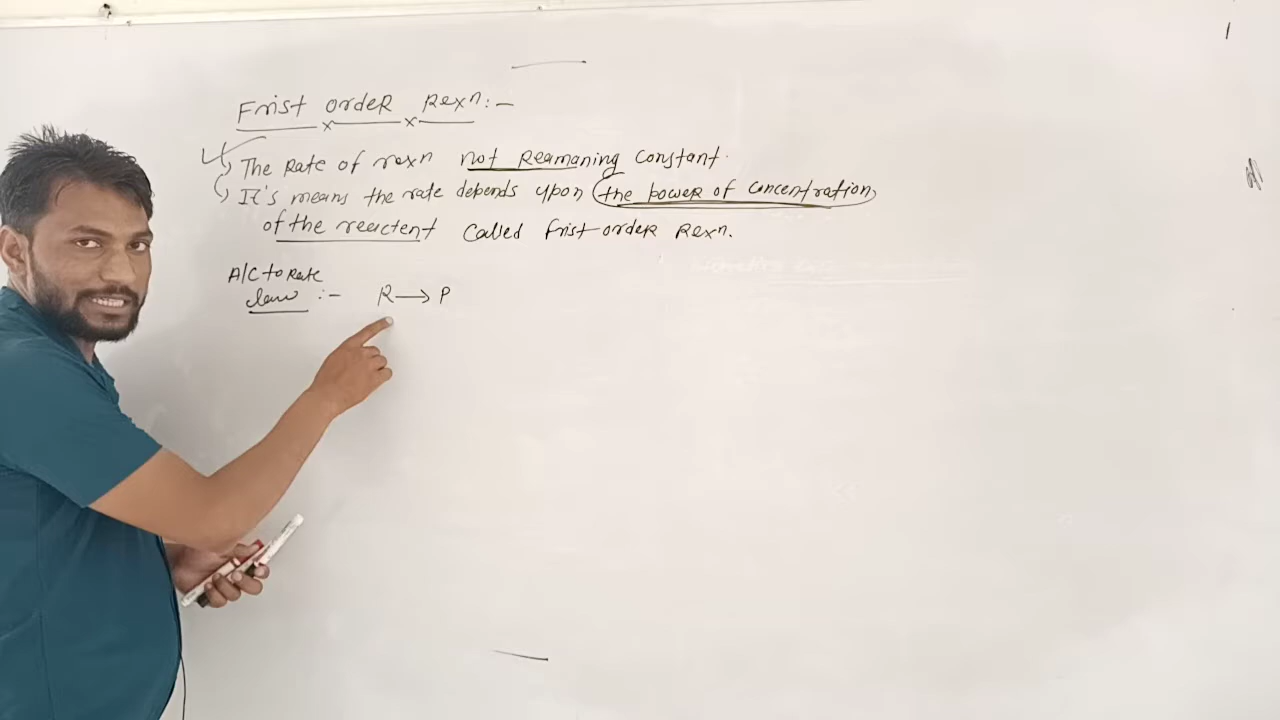 Frist order Rexn:-
The Rate of rexn not Reamaning Constant.
It's means the rate depends upon (the power of concentration)
of the reactent called frist order Rexn.
A/C to Rate
law :- R → P